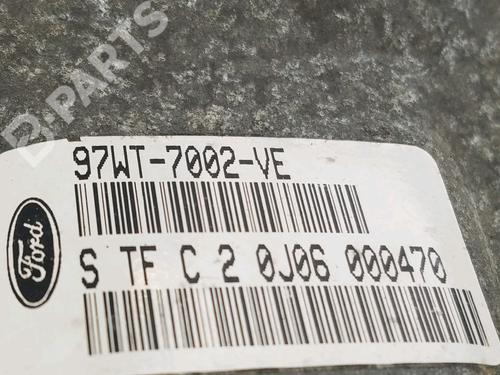 B-PARTS
97WT-7002-VE
Ford
S TF C 2 0J06 000470